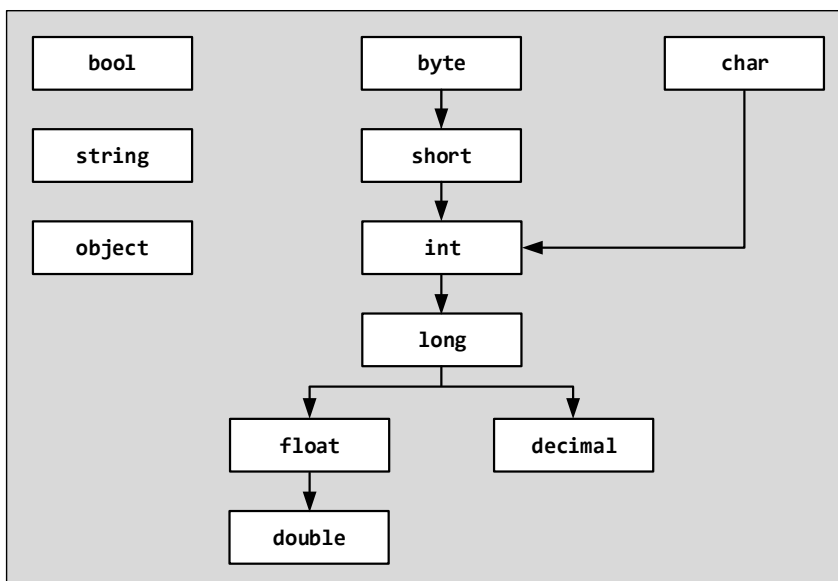 bool
byte
char
string
short
object
int
long
float
decimal
double